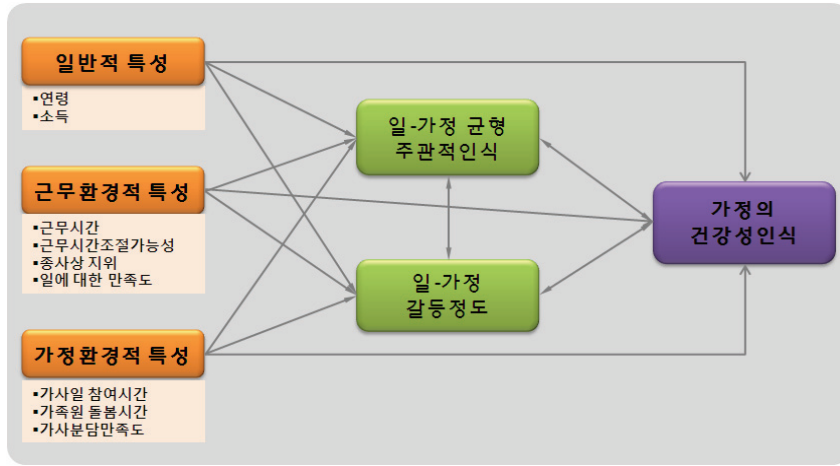 일반적 특성
▪연령
▪소득
일-가정 균형
주관적인식
근무환경적 특성
▪근무시간
▪근무시간조절가능성
▪종사상 지위
▪일에 대한 만족도
가정의
건강성인식
일-가정
갈등정도
가정환경적 특성
▪가사일 참여시간
▪가족원 돌봄시간
▪가사분담만족도